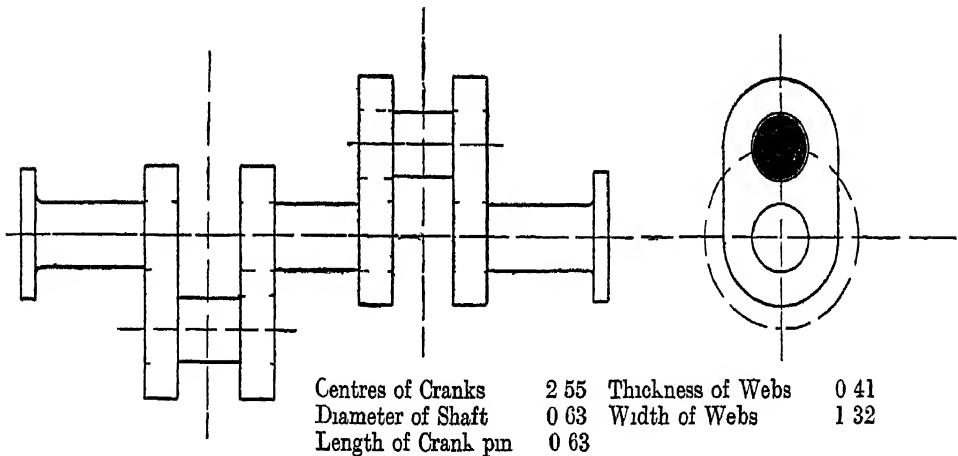 Centres of Cranks 2 55 Thickness of Webs 0 41
Diameter of Shaft 0 63 Width of Webs 1 32
Length of Crank pin 0 63